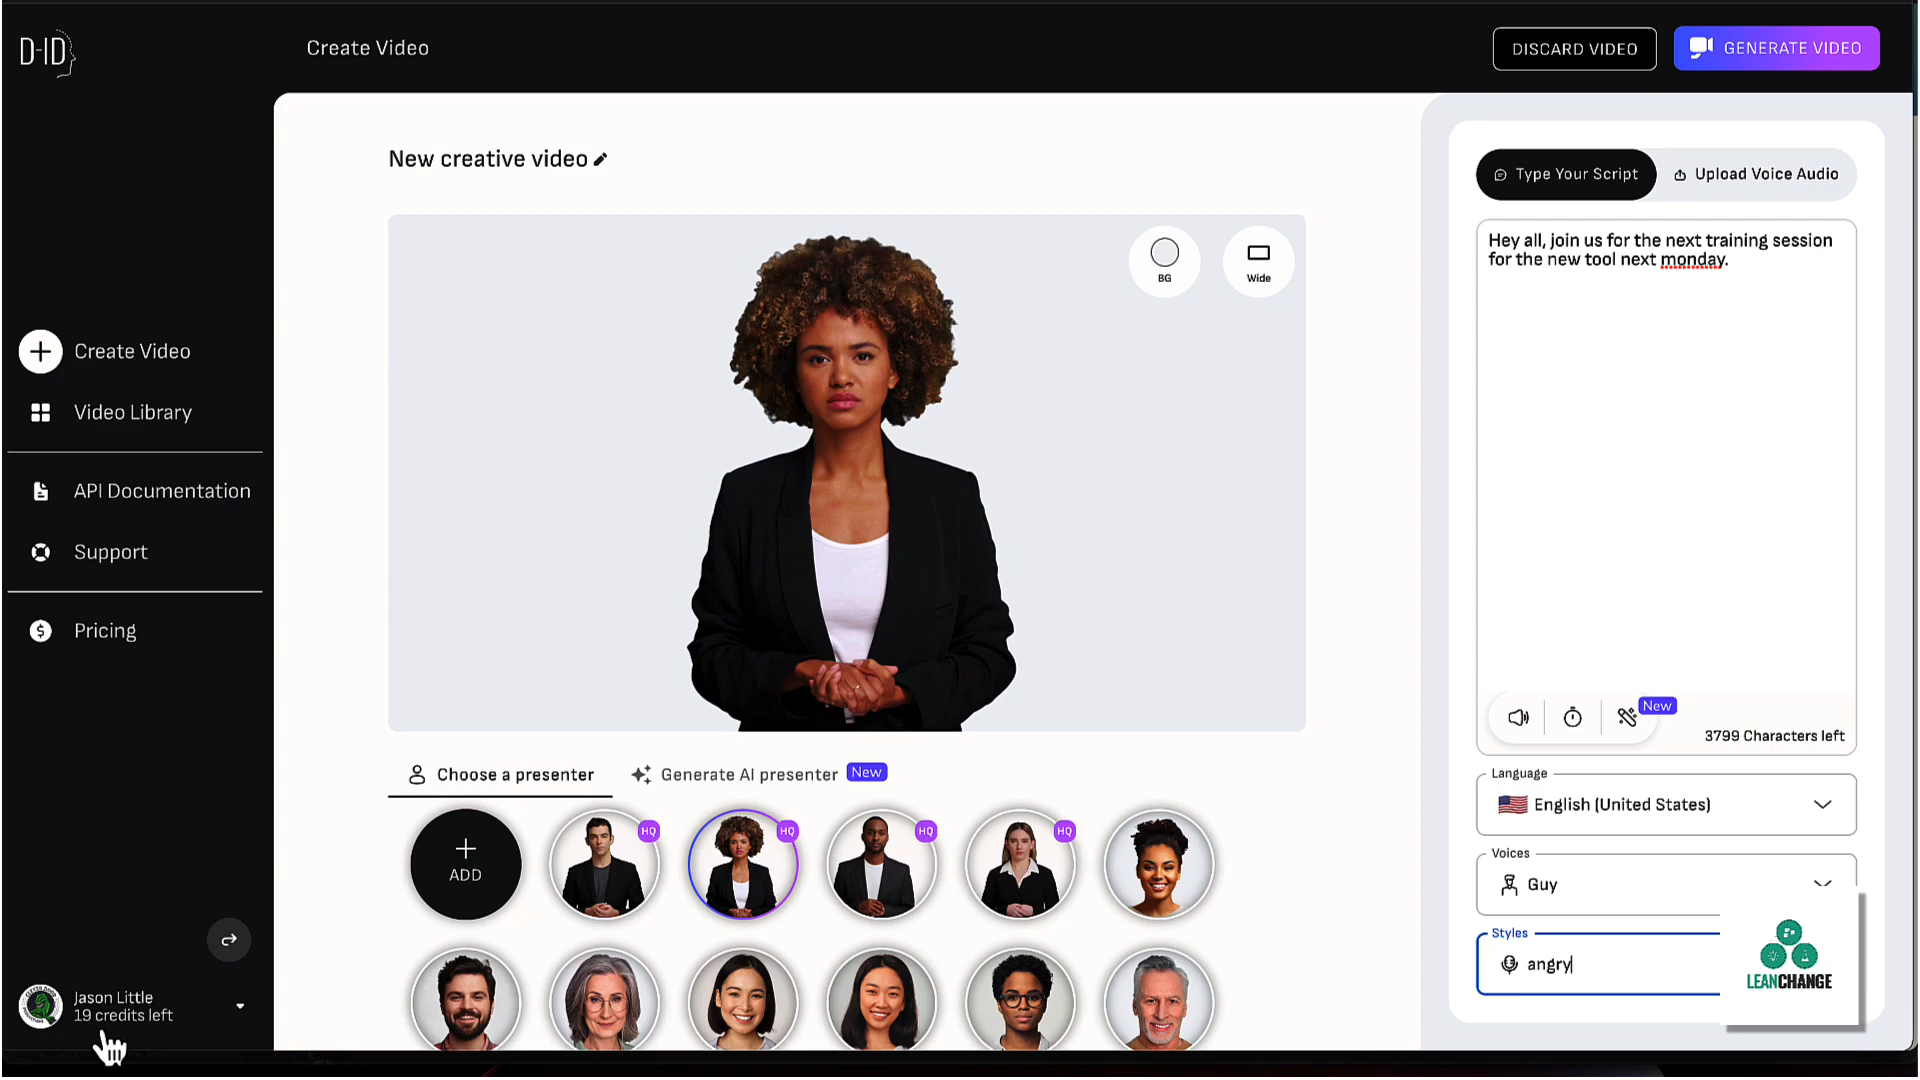 D-ID
Create Video
DISCARD VIDEO
GENERATE VIDEO
New creative video
BG
Wide
Type Your Script
Upload Voice Audio
Hey all, join us for the next training session
for the new tool next monday.
Create Video
Video Library
API Documentation
Support
Pricing
New
3799 Characters left
Choose a presenter
Generate AI presenter
New
Language
English (United States)
ADD
HQ
HQ
HQ
HQ
Voices
Guy
Styles
angry
LEANCHANGE
Jason Little
19 credits left